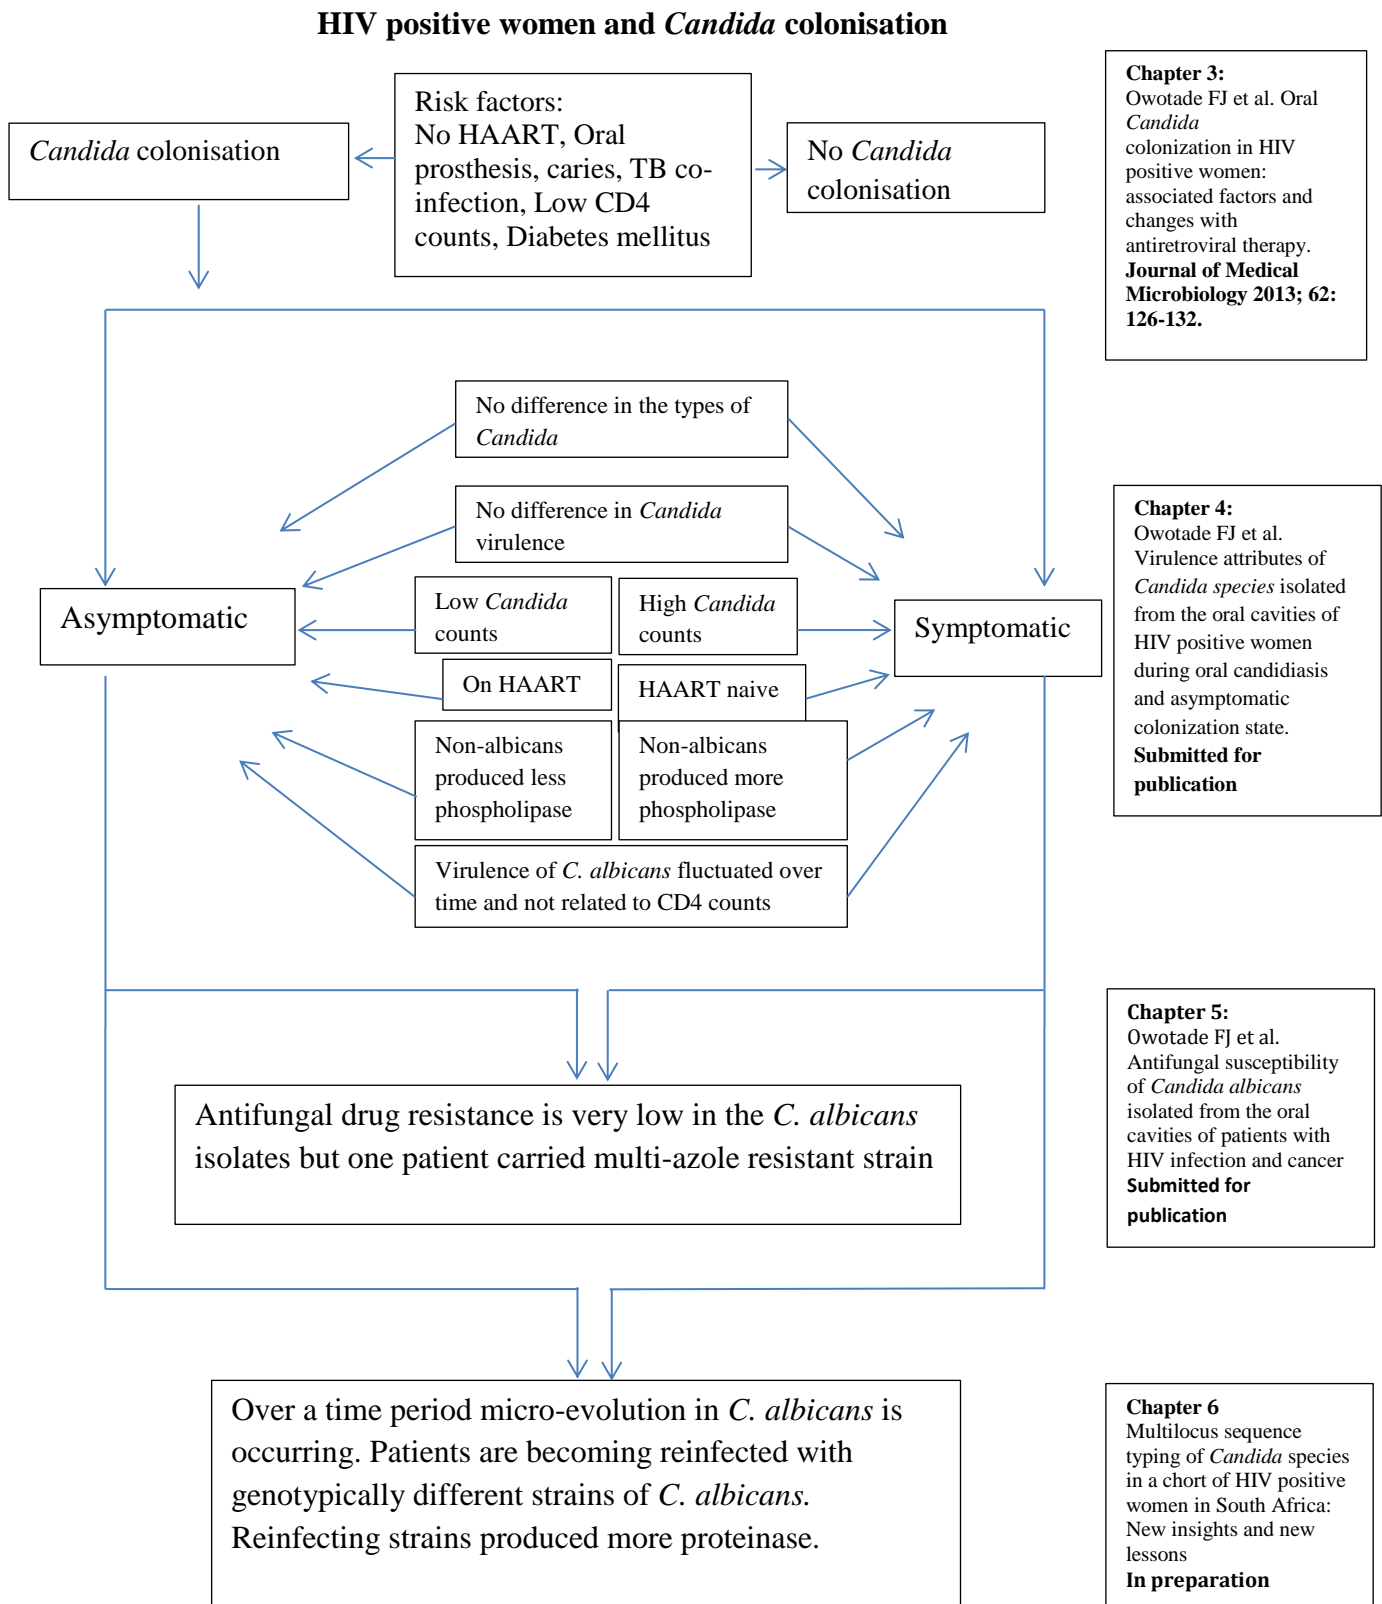 HIV positive women and Candida colonisation
Candida colonisation
Risk factors:
No HAART, Oral
prosthesis, caries, TB co-
infection, Low CD4
counts, Diabetes mellitus
No Candida
colonisation
Chapter 3:
Owotade FJ et al. Oral
Candida
colonization in HIV
positive women:
associated factors and
changes with
antiretroviral therapy.
Journal of Medical
Microbiology 2013; 62:
126-132.
No difference in the types of
Candida
No difference in Candida
virulence
Asymptomatic
Low Candida
counts
High Candida
counts
Symptomatic
On HAART
HAART naive
Non-albicans
produced less
phospholipase
Non-albicans
produced more
phospholipase
Virulence of C. albicans fluctuated over
time and not related to CD4 counts
Chapter 4:
Owotade FJ et al.
Virulence attributes of
Candida species isolated
from the oral cavities of
HIV positive women
during oral candidiasis
and asymptomatic
colonization state.
Submitted for
publication
Antifungal drug resistance is very low in the C. albicans
isolates but one patient carried multi-azole resistant strain
Chapter 5:
Owotade FJ et al.
Antifungal susceptibility
of Candida albicans
isolated from the oral
cavities of patients with
HIV infection and cancer
Submitted for
publication
Over a time period micro-evolution in C. albicans is
occurring. Patients are becoming reinfected with
genotypically different strains of C. albicans.
Reinfecting strains produced more proteinase.
Chapter 6
Multilocus sequence
typing of Candida species
in a chort of HIV positive
women in South Africa:
New insights and new
lessons
In preparation